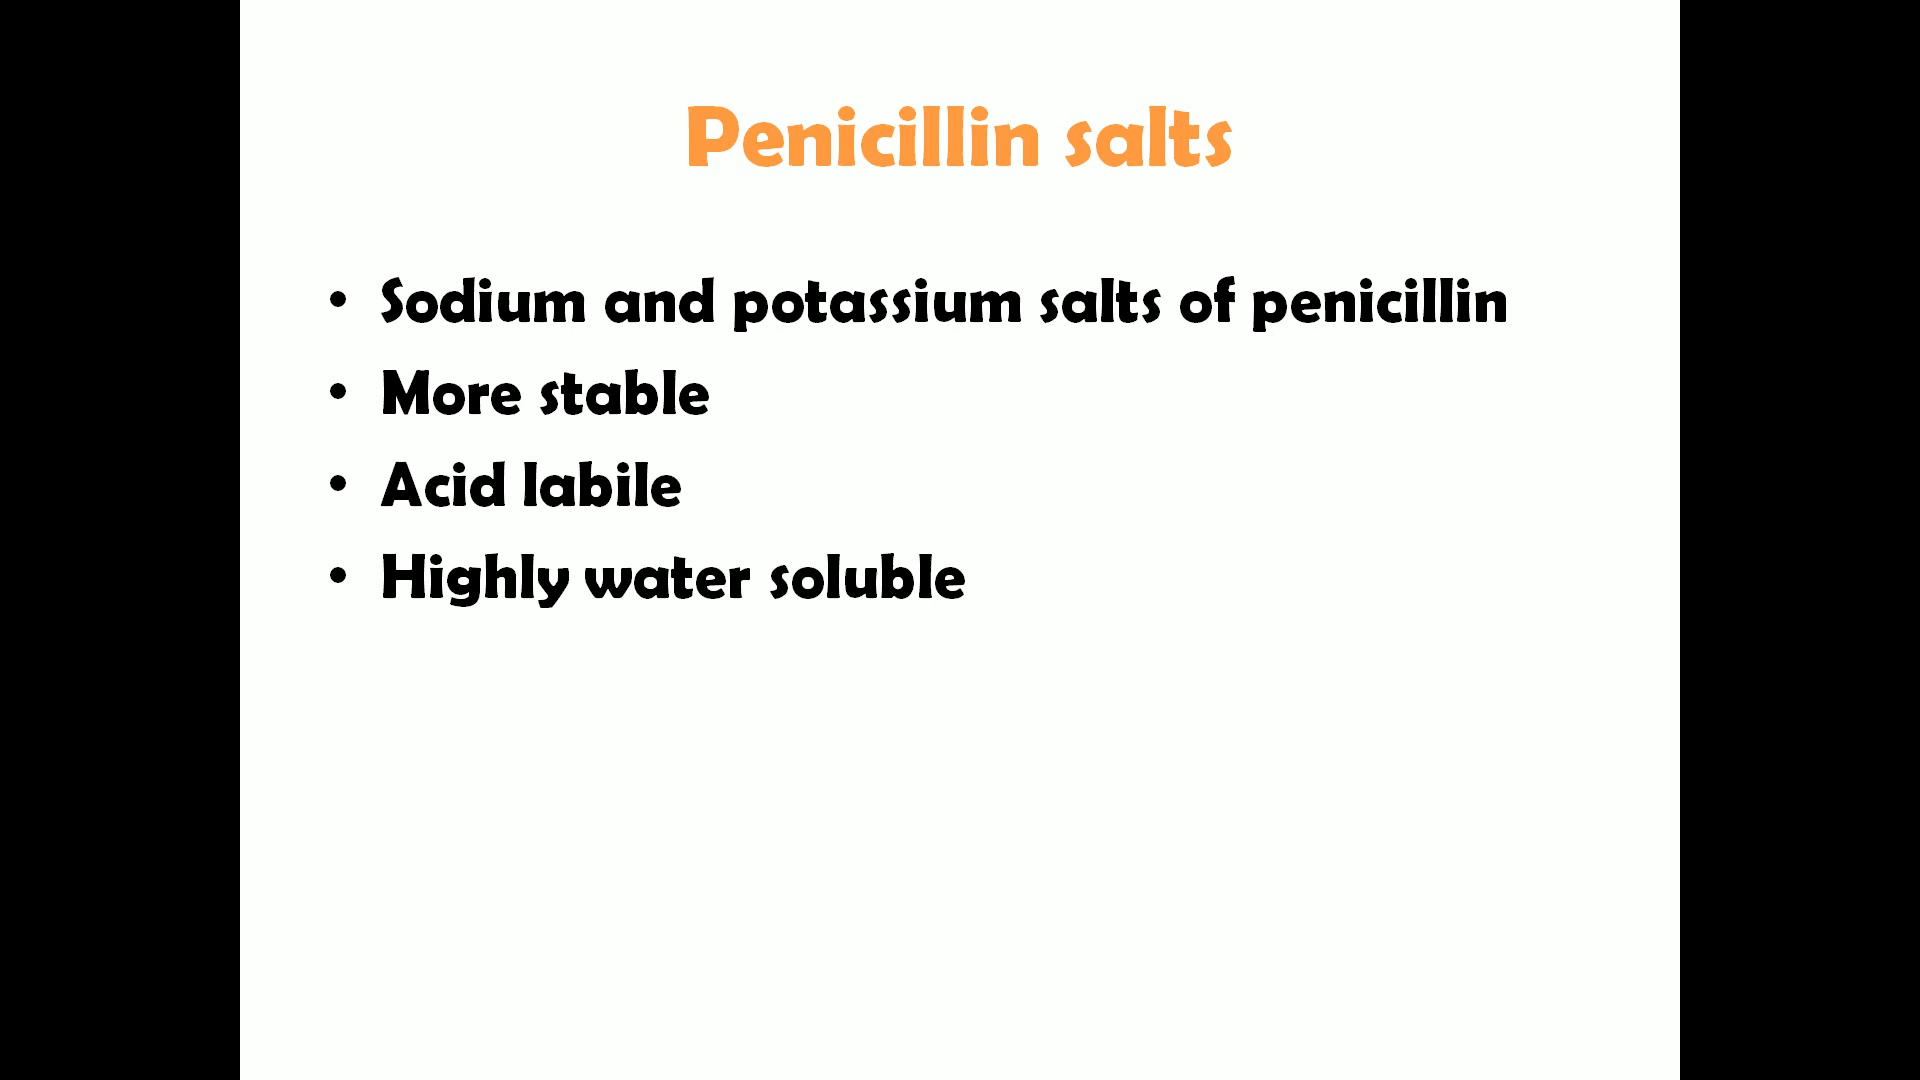 Penicillin salts
• Sodium and potassium salts of penicillin
• More stable
• Acid labile
• Highly water soluble